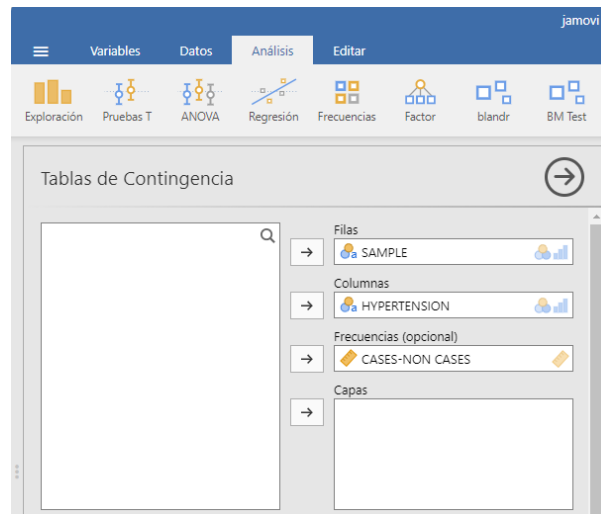 jamovi
Variables Datos Análisis Editar
Exploración Pruebas T ANOVA Regresión Frecuencias Factor blandr BM Test
Tablas de Contingencia
Filas
a SAMPLE
Columnas
a HYPERTENSION
Frecuencias (opcional)
CASES-NON CASES
Capas